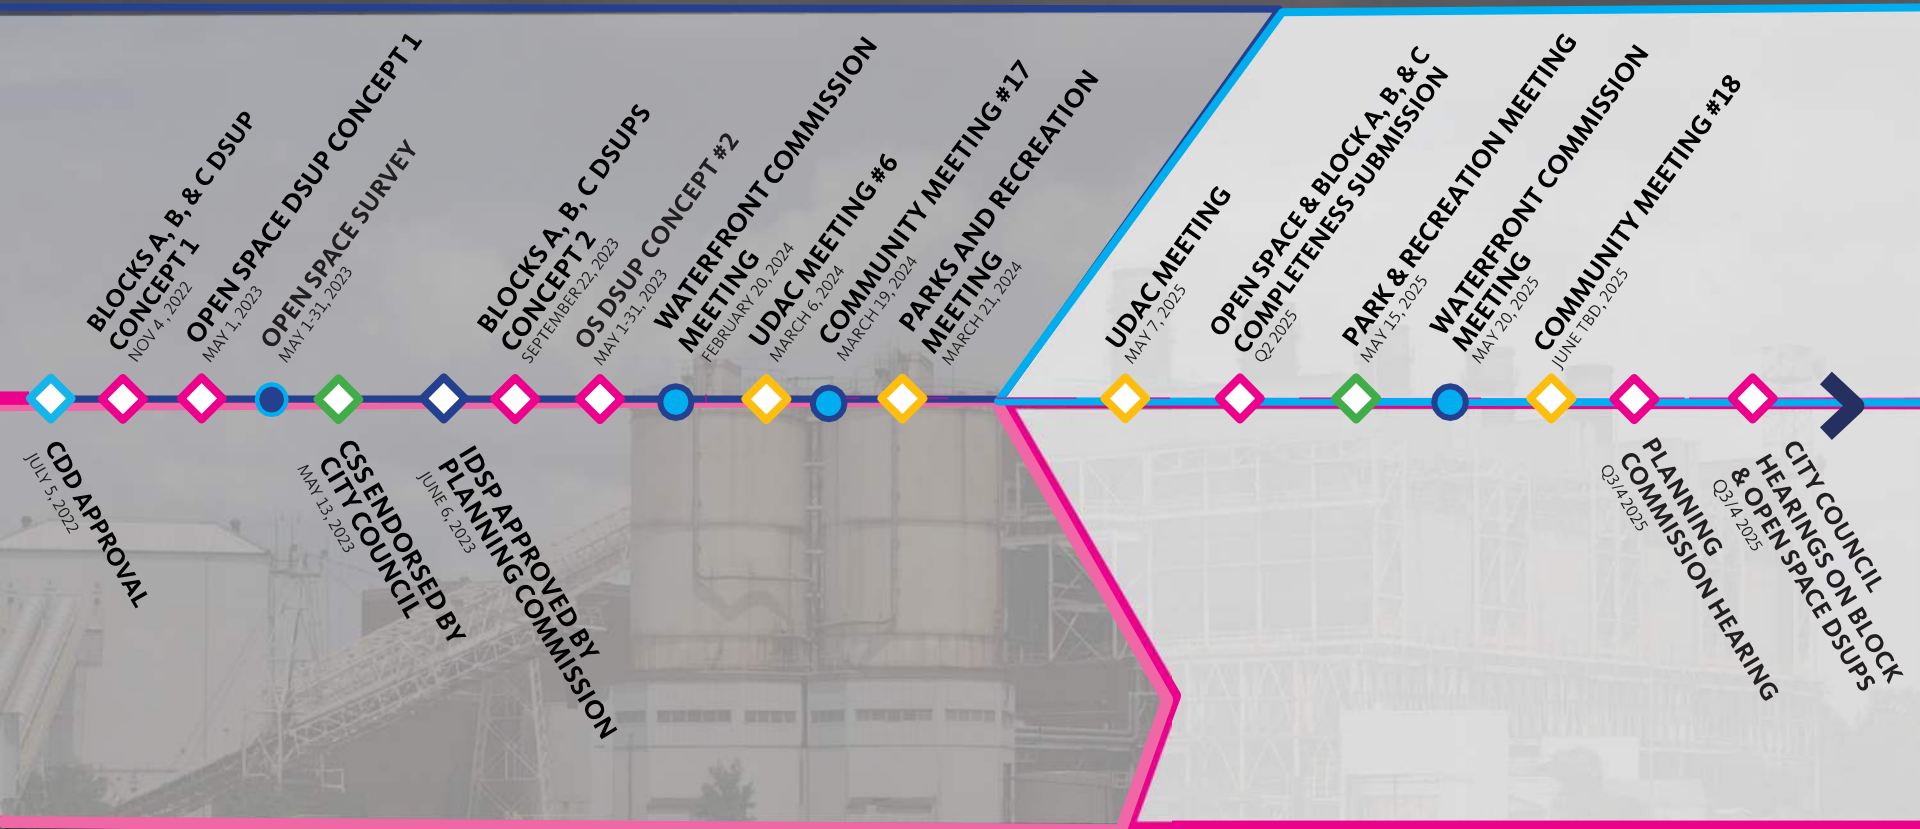 BLOCKS A, B, & C DSUP
CONCEPT 1
NOV 4, 2022
OPEN SPACE DSUP CONCEPT 1
MAY 1, 2023
OPEN SPACE SURVEY
MAY 1-31, 2023
BLOCKS A, B, C DSUPS
CONCEPT 2
SEPTEMBER 22, 2023
OS DSUP CONCEPT #2
MAY 1-31, 2023
WATERFRONT COMMISSION
MEETING
FEBRUARY 20, 2024
UDAC MEETING #6
MARCH 6, 2024
COMMUNITY MEETING #17
MARCH 19, 2024
PARKS AND RECREATION
MEETING
MARCH 21, 2024
UDAC MEETING
MAY 7, 2025
OPEN SPACE & BLOCK A, B, & C
COMPLETENESS SUBMISSION
Q2 2025
PARK & RECREATION MEETING
MAY 15, 2025
WATERFRONT COMMISSION
MEETING
MAY 20, 2025
COMMUNITY MEETING #18
JUNE TBD, 2025
CDD APPROVAL
JULY 5, 2022
CSS ENDORSED BY
CITY COUNCIL
MAY 13, 2023
IDSP APPROVED BY
PLANNING COMMISSION
JUNE 6, 2023
PLANNING
COMMISSION HEARING
Q3/4 2025
CITY COUNCIL
HEARINGS ON BLOCK
& OPEN SPACE DSUPS
Q3/4 2025